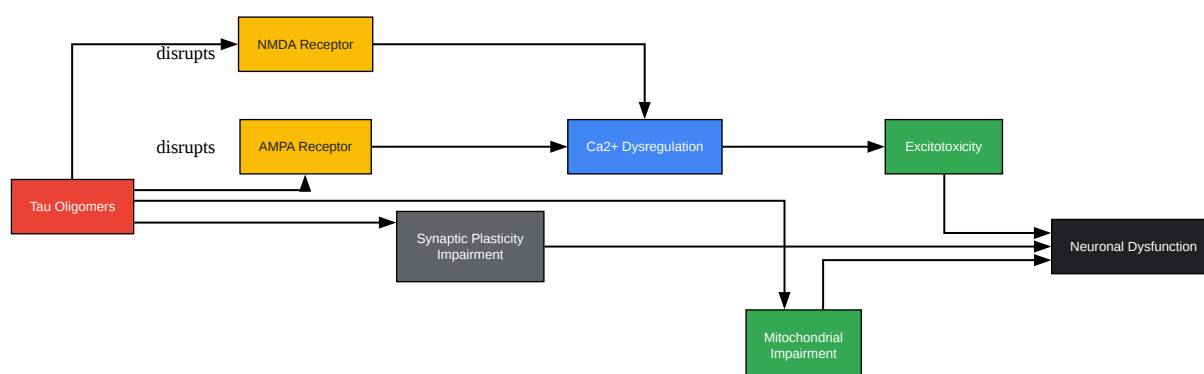 NMDA Receptor
disrupts
disrupts
AMPA Receptor
Ca2+ Dysregulation
Excitotoxicity
Tau Oligomers
Synaptic Plasticity
Impairment
Neuronal Dysfunction
Mitochondrial
Impairment